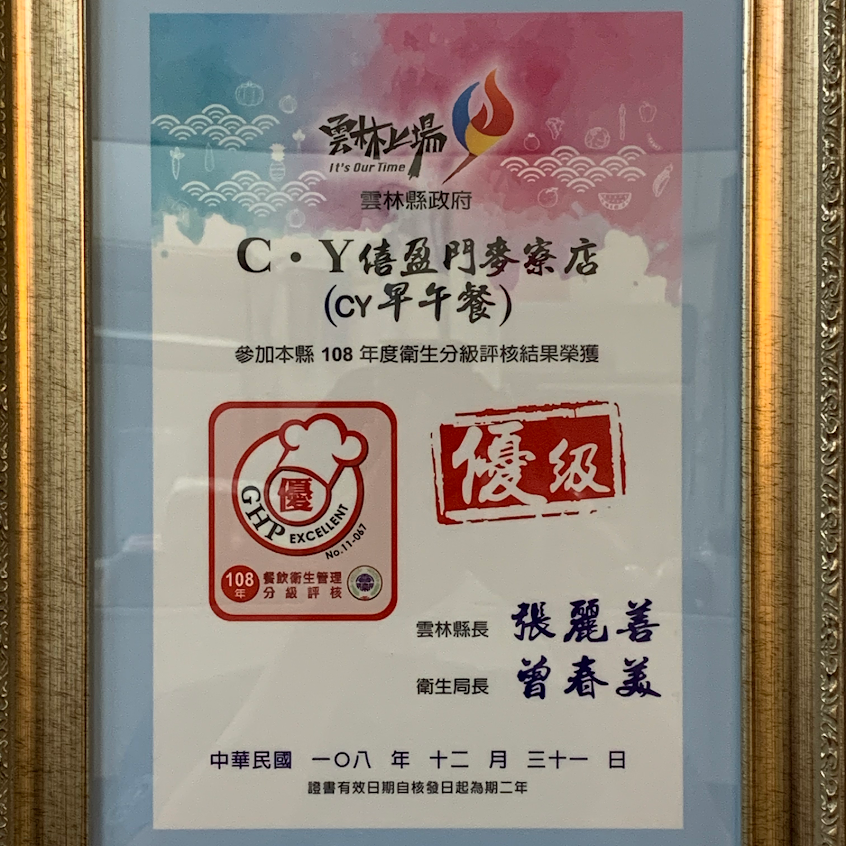 雲林上場
It's Our Time
雲林縣政府
C·Y僖盈門麥寮店
(CY早午餐)
參加本縣 108 年度衛生分級評核結果榮獲
優
GHP EXCELLENT
No.11-067
108年 餐飲衛生管理分級評核
優級
雲林縣長 張麗善
衛生局長 曾春美
中華民國 一〇八 年 十二 月 三十一 日
證書有效日期自核發日起為期二年